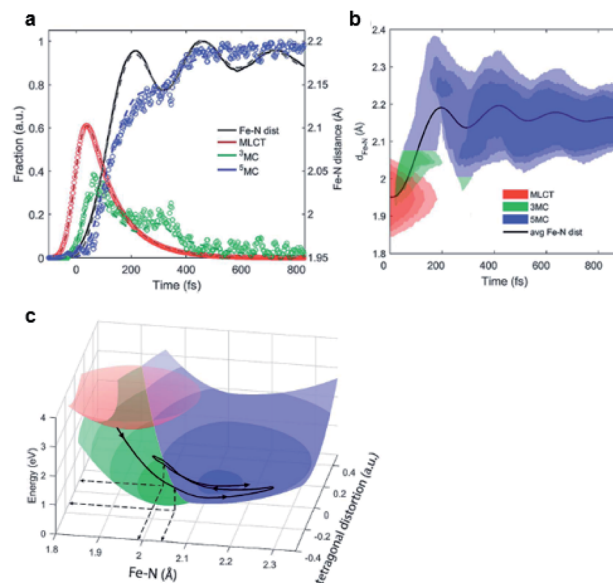 a
Fraction (a.u.)
1
0.8
0.6
0.4
0.2
0
Fe-N dist
MLCT
³MC
⁵MC
2.2
2.15
2.1
2.05
2
1.95
Fe-N distance (Å)
0 200 400 600 800
Time (fs)
b
d_Fe-N (Å)
2.4
2.3
2.2
2.1
2
1.9
1.8
MLCT
3MC
5MC
avg Fe-N dist
0 200 400 600 800
Time (fs)
c
Energy (eV)
4
3
2
1
0
1.8 1.9 2 2.1 2.2 2.3
Fe-N (Å)
0.4
0.2
0
-0.2
-0.4
tetragonal distortion (a.u.)